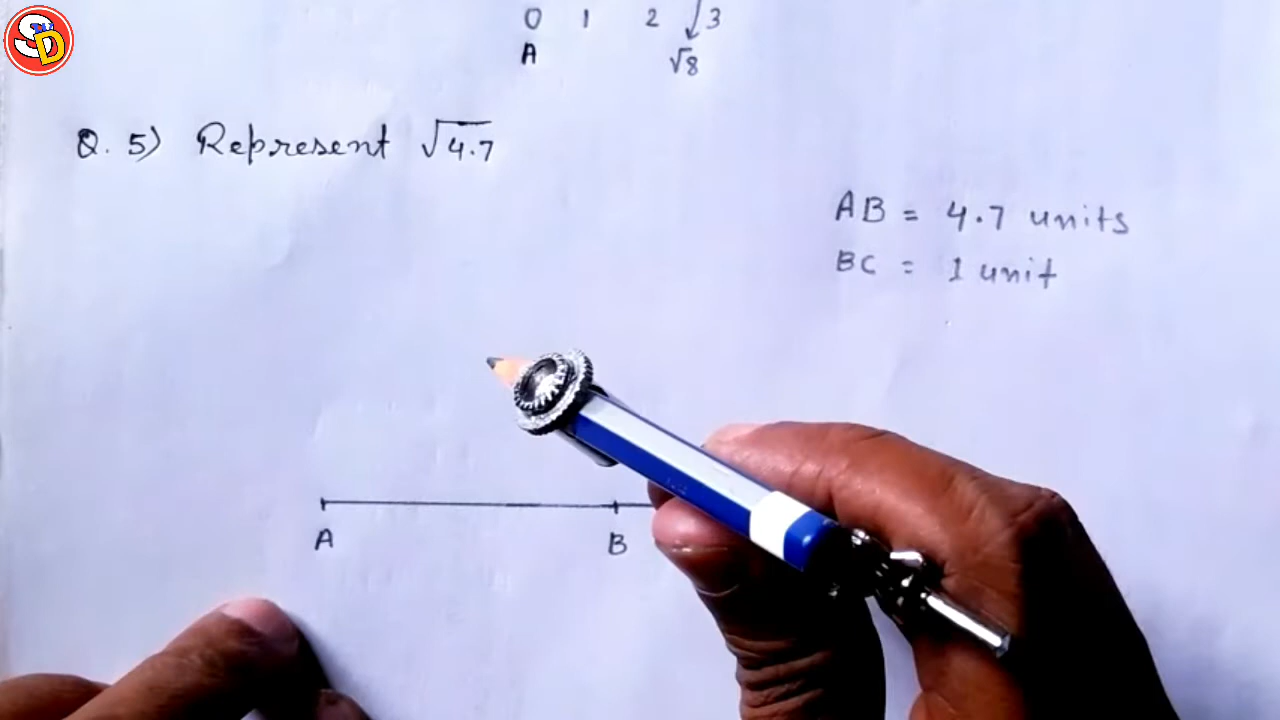 SD
0 1 2 3
A √8
Q. 5) Represent √4.7
AB = 4.7 units
BC = 1 unit
A B